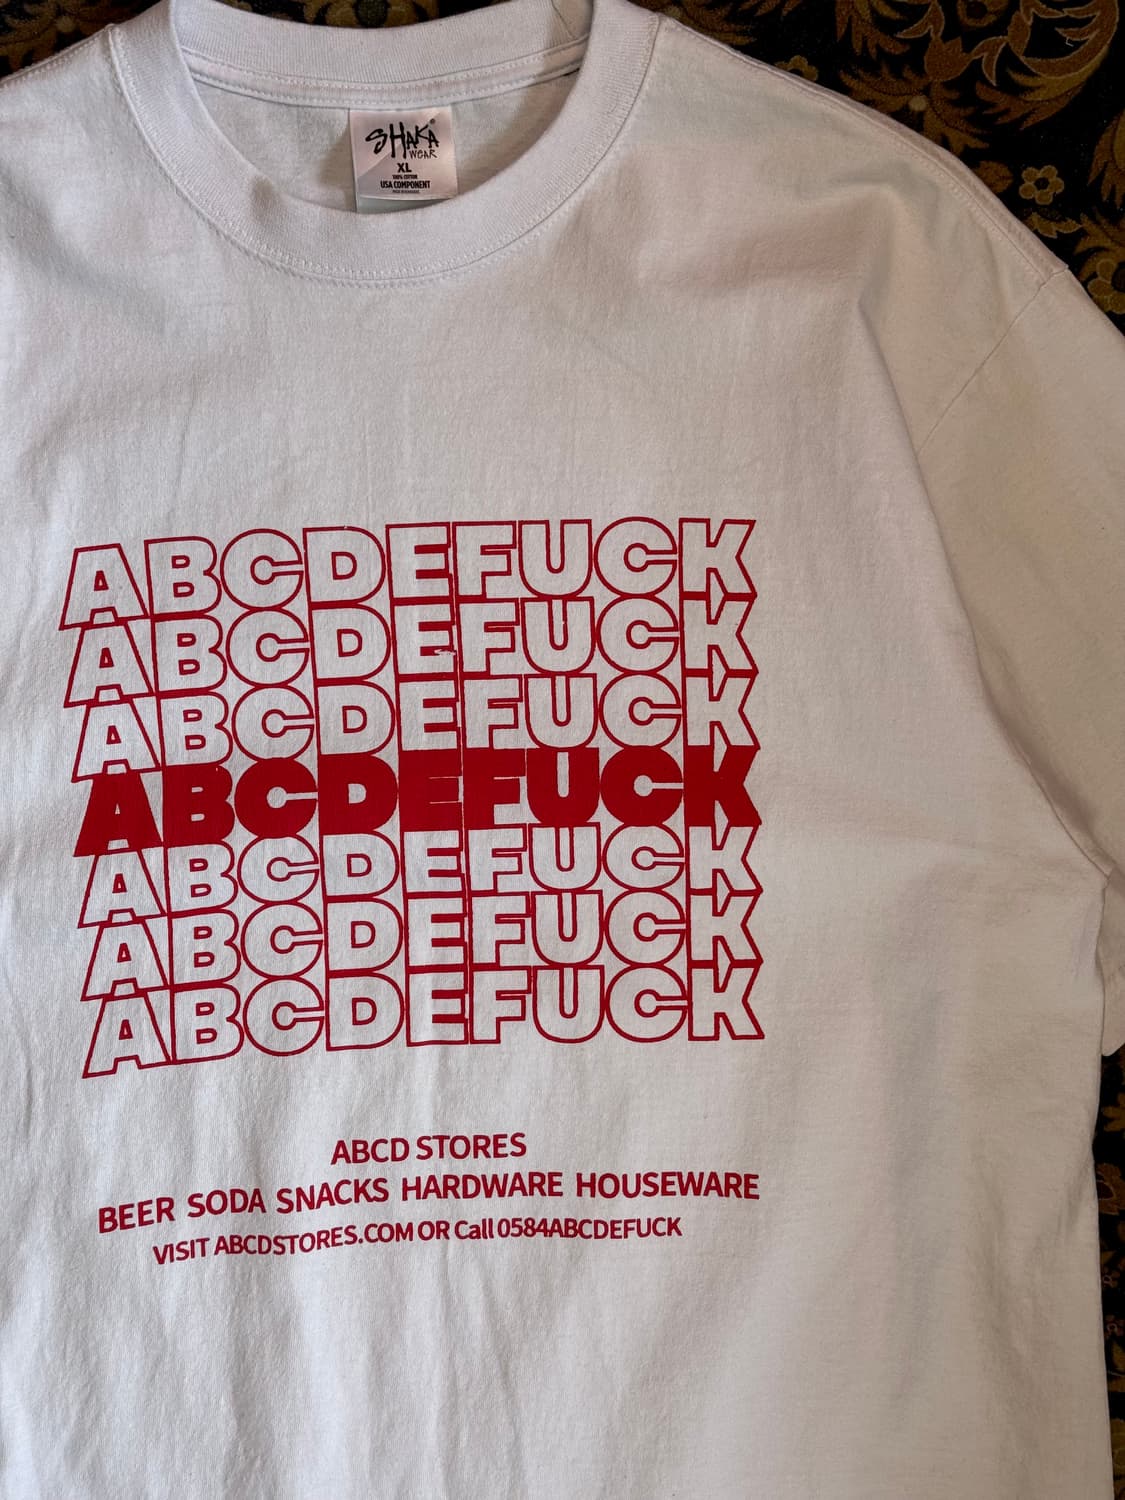 SHAKA
WEAR
XL
100% COTTON
USA COMPONENT
ABCDEFUCK
ABCDEFUCK
ABCDEFUCK
ABCDEFUCK
ABCDEFUCK
ABCDEFUCK
ABCDEFUCK
ABCD STORES
BEER SODA SNACKS HARDWARE HOUSEWARE
VISIT ABCDSTORES.COM OR Call 0584ABCDEFUCK